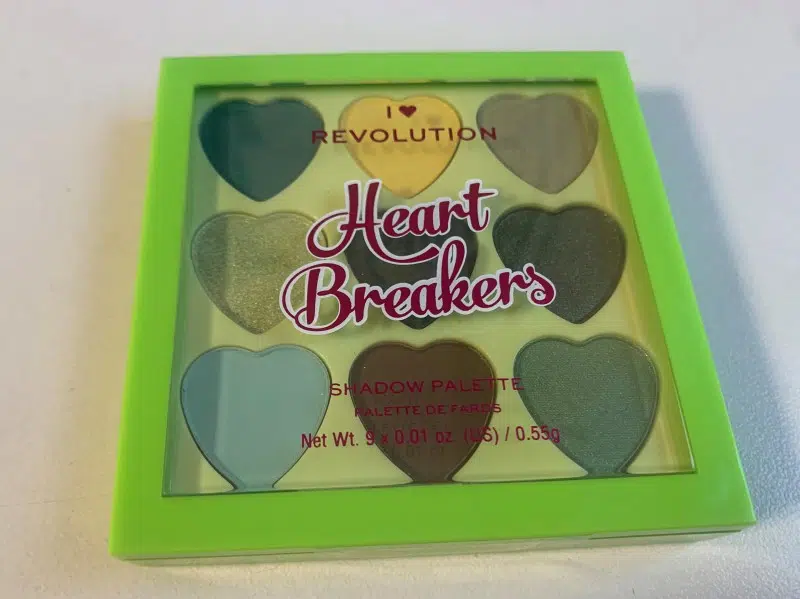 I ♥
REVOLUTION
Heart
Breakers
SHADOW PALETTE
PALETTE DE FARDS
Net Wt. 9 x 0.01 oz. (US) / 0.55g